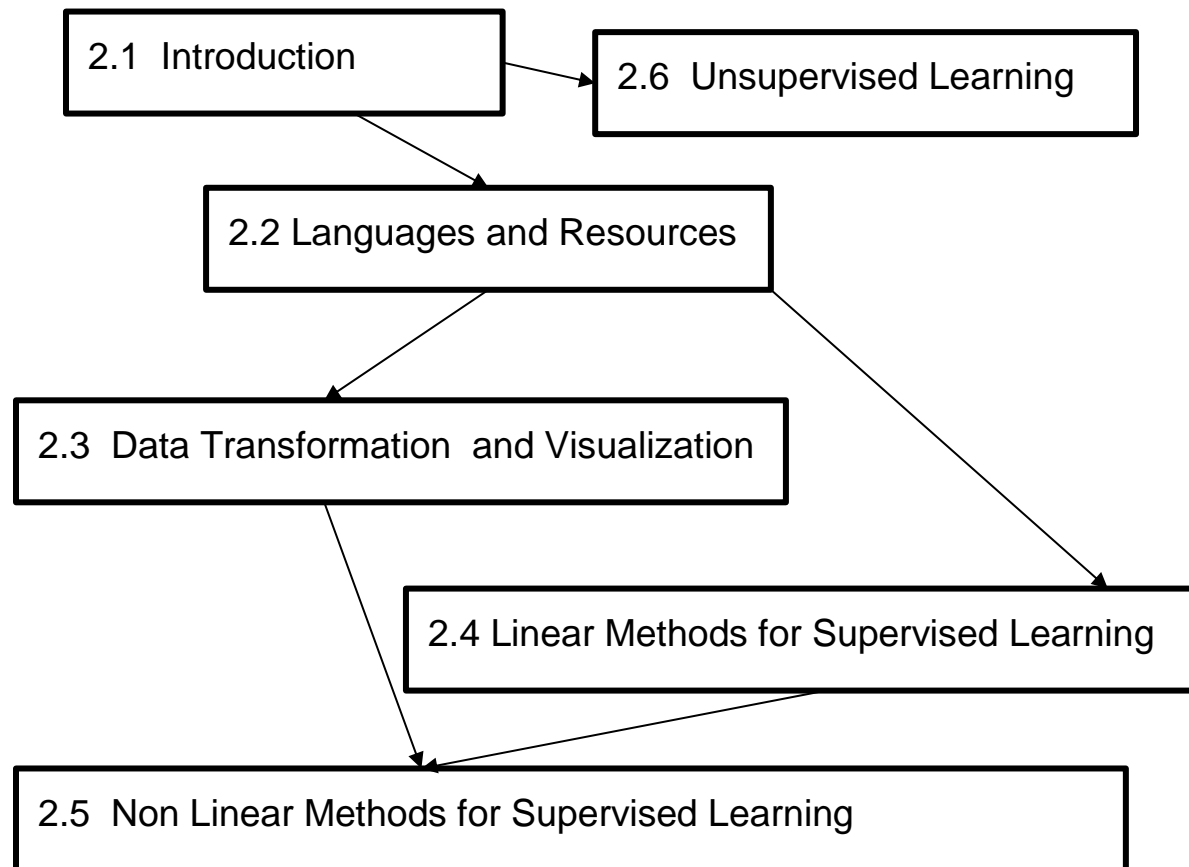 2.1 Introduction
2.6 Unsupervised Learning
2.2 Languages and Resources
2.3 Data Transformation and Visualization
2.4 Linear Methods for Supervised Learning
2.5 Non Linear Methods for Supervised Learning